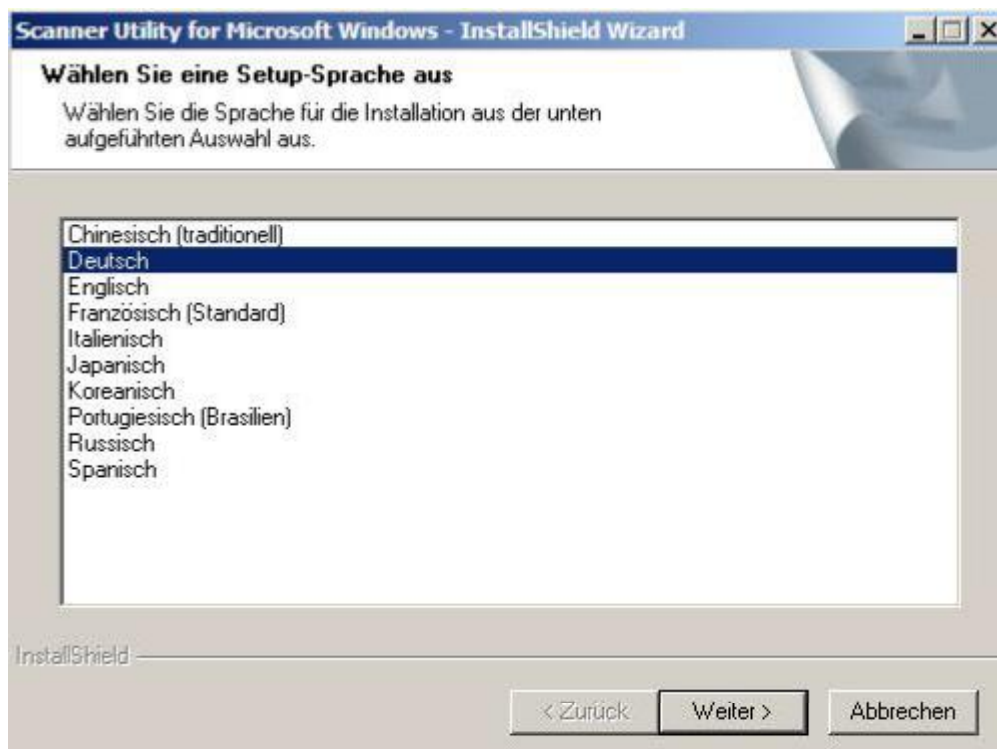 Scanner Utility for Microsoft Windows - InstallShield Wizard
Wählen Sie eine Setup-Sprache aus
Wählen Sie die Sprache für die Installation aus der unten
aufgeführten Auswahl aus.
Chinesisch (traditionell)
Deutsch
Englisch
Französisch (Standard)
Italienisch
Japanisch
Koreanisch
Portugiesisch (Brasilien)
Russisch
Spanisch
InstallShield
< Zurück Weiter > Abbrechen